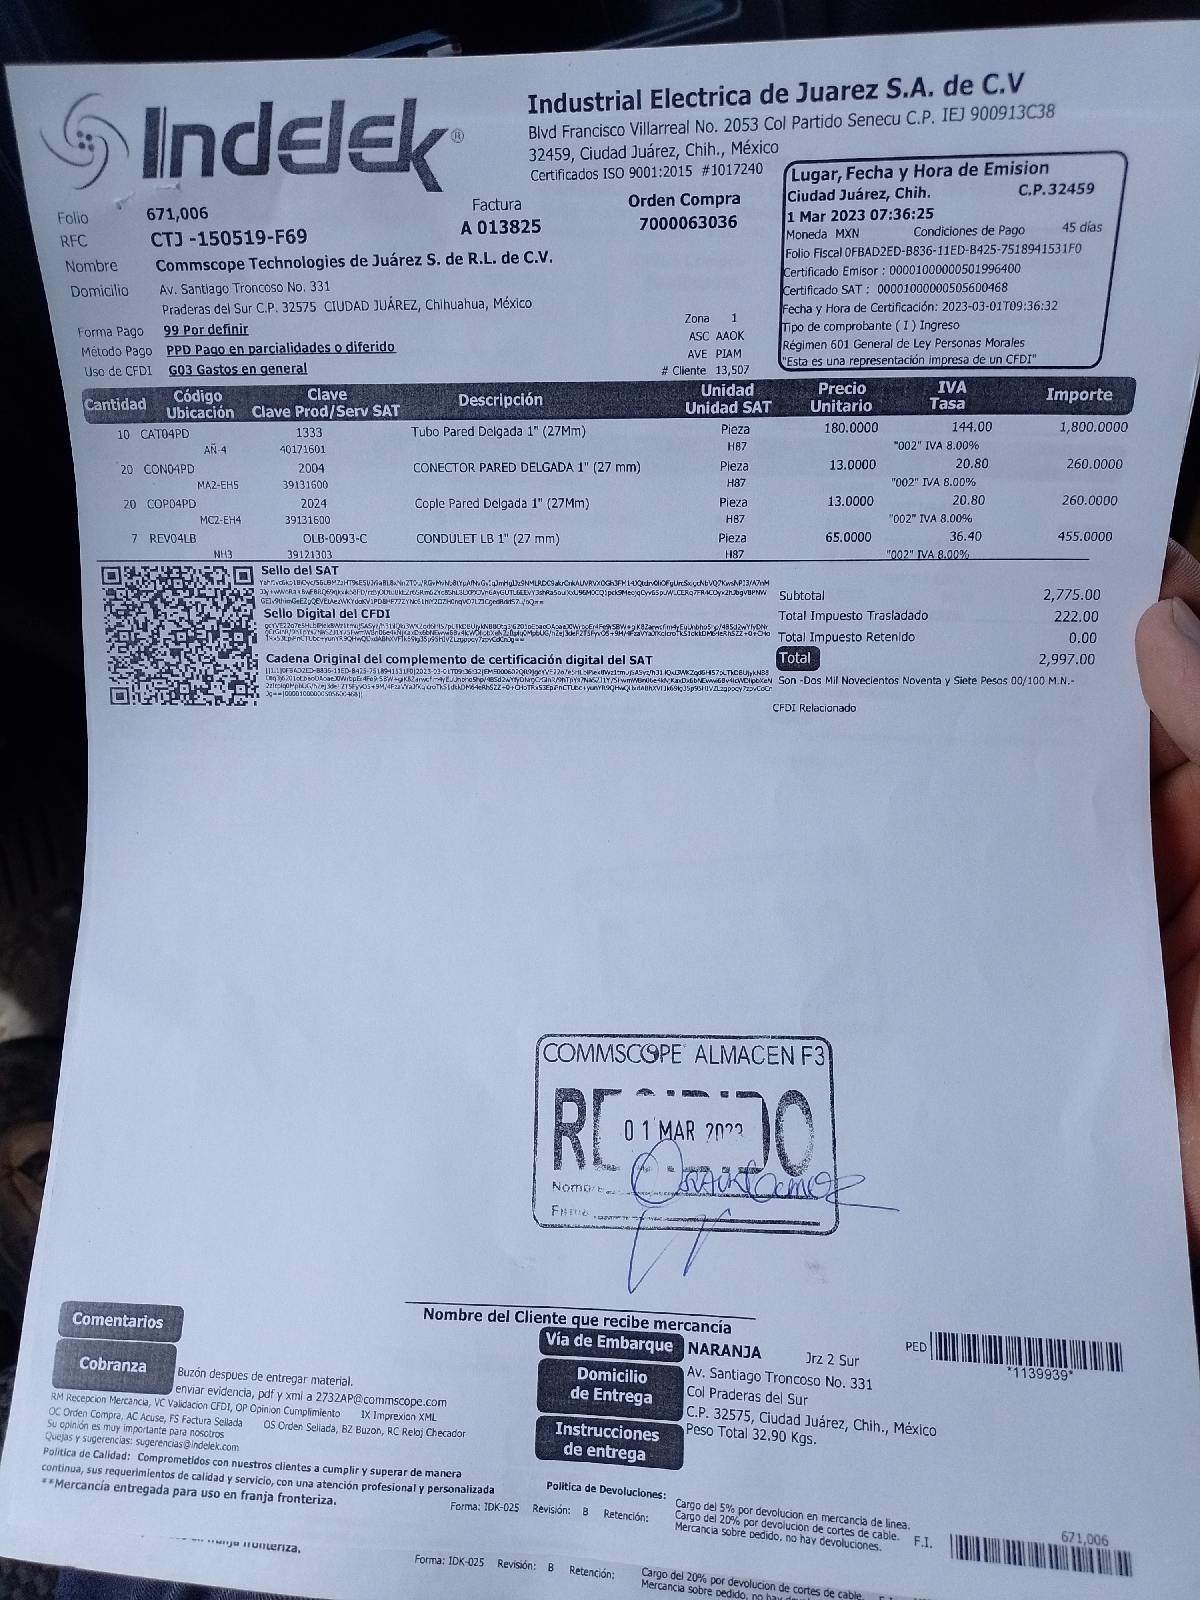 Indelek®
Industrial Electrica de Juarez S.A. de C.V
Blvd Francisco Villarreal No. 2053 Col Partido Senecu C.P. IEJ 900913C38
32459, Ciudad Juárez, Chih., México
Certificados ISO 9001:2015 #1017240
Folio 671,006
Factura
A 013825
Orden Compra
7000063036
RFC CTJ -150519-F69
Nombre Commscope Technologies de Juárez S. de R.L. de C.V.
Domicilio Av. Santiago Troncoso No. 331
Praderas del Sur C.P. 32575 CIUDAD JUÁREZ, Chihuahua, México
Forma Pago 99 Por definir
Método Pago PPD Pago en parcialidades o diferido
Uso de CFDI G03 Gastos en general
Zona 1
ASC AAOK
AVE PIAM
# Cliente 13,507
Lugar, Fecha y Hora de Emision
Ciudad Juárez, Chih. C.P.32459
1 Mar 2023 07:36:25
Moneda MXN Condiciones de Pago 45 días
Folio Fiscal 0FBAD2ED-B836-11ED-B425-7518941531F0
Certificado Emisor : 00001000000501996400
Certificado SAT : 00001000000505600468
Fecha y Hora de Certificación: 2023-03-01T09:36:32
Tipo de comprobante ( I ) Ingreso
Régimen 601 General de Ley Personas Morales
"Esta es una representación impresa de un CFDI"
Cantidad Código Ubicación Clave Clave Prod/Serv SAT Descripción Unidad Unidad SAT Precio Unitario IVA Tasa Importe
10 CAT04PD 1333 Tubo Pared Delgada 1" (27Mm) Pieza 180.0000 144.00 1,800.0000
AÑ-4 40171601 H87 "002" IVA 8.00%
20 CON04PD 2004 CONECTOR PARED DELGADA 1" (27 mm) Pieza 13.0000 20.80 260.0000
MA2-EH5 39131600 H87 "002" IVA 8.00%
20 COP04PD 2024 Cople Pared Delgada 1" (27Mm) Pieza 13.0000 20.80 260.0000
MC2-EH4 39131600 H87 "002" IVA 8.00%
7 REV04LB OLB-0093-C CONDULET LB 1" (27 mm) Pieza 65.0000 36.40 455.0000
NH3 39121303 H87 "002" IVA 8.00%
Sello del SAT
Sello Digital del CFDI
Cadena Original del complemento de certificación digital del SAT
Subtotal 2,775.00
Total Impuesto Trasladado 222.00
Total Impuesto Retenido 0.00
Total 2,997.00
Son -Dos Mil Novecientos Noventa y Siete Pesos 00/100 M.N.-
CFDI Relacionado
COMMSCOPE ALMACEN F3
RECIBIDO
01 MAR 2023
Nombre
Firma
Nombre del Cliente que recibe mercancía
Comentarios
Cobranza
Buzón despues de entregar material.
enviar evidencia, pdf y xml a 2732AP@commscope.com
RM Recepcion Mercancia, VC Validacion CFDI, OP Opinion Cumplimiento IX Imprexion XML
OC Orden Compra, AC Acuse, FS Factura Sellada OS Orden Sellada, BZ Buzon, RC Reloj Checador
Su opinión es muy importante para nosotros
Quejas y sugerencias: sugerencias@indelek.com
Politica de Calidad: Comprometidos con nuestros clientes a cumplir y superar de manera
continua, sus requerimientos de calidad y servicio, con una atención profesional y personalizada
**Mercancía entregada para uso en franja fronteriza.
Vía de Embarque NARANJA Jrz 2 Sur
Domicilio de Entrega
Av. Santiago Troncoso No. 331
Col Praderas del Sur
C.P. 32575, Ciudad Juárez, Chih., México
Instrucciones de entrega
Peso Total 32.90 Kgs.
PED
*1139939*
Forma: IDK-025 Revisión: B Retención:
Politica de Devoluciones:
Cargo del 5% por devolucion en mercancia de linea.
Cargo del 20% por devolucion de cortes de cable.
Mercancia sobre pedido, no hay devoluciones.
F.I.
671,006
franja fronteriza.
Forma: IDK-025 Revisión: B Retención:
Cargo del 20% por devolucion de cortes de cable.
Mercancia sobre pedido, no hay devoluciones.